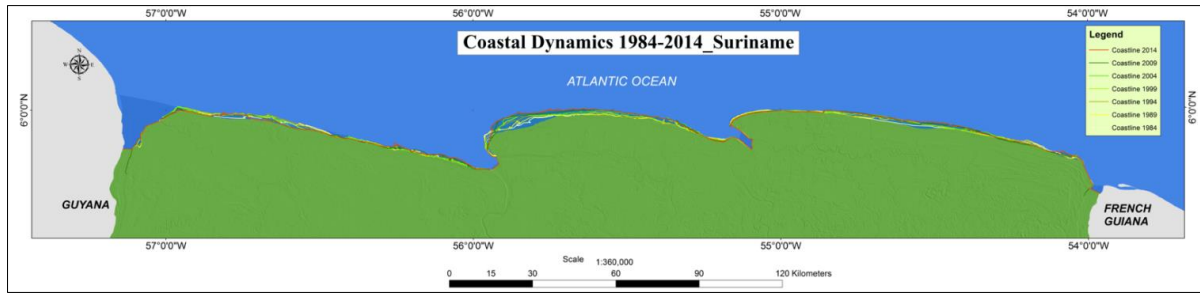 57°0'0"W 56°0'0"W 55°0'0"W 54°0'0"W
Coastal Dynamics 1984-2014_Suriname
Legend
Coastline 2014
Coastline 2009
Coastline 2004
Coastline 1999
Coastline 1994
Coastline 1989
Coastline 1984
N
W E
S
ATLANTIC OCEAN
6°0'0"N 6°0'0"N
GUYANA
FRENCH
GUIANA
57°0'0"W 56°0'0"W 55°0'0"W 54°0'0"W
Scale 1:360,000
0 15 30 60 90 120 Kilometers